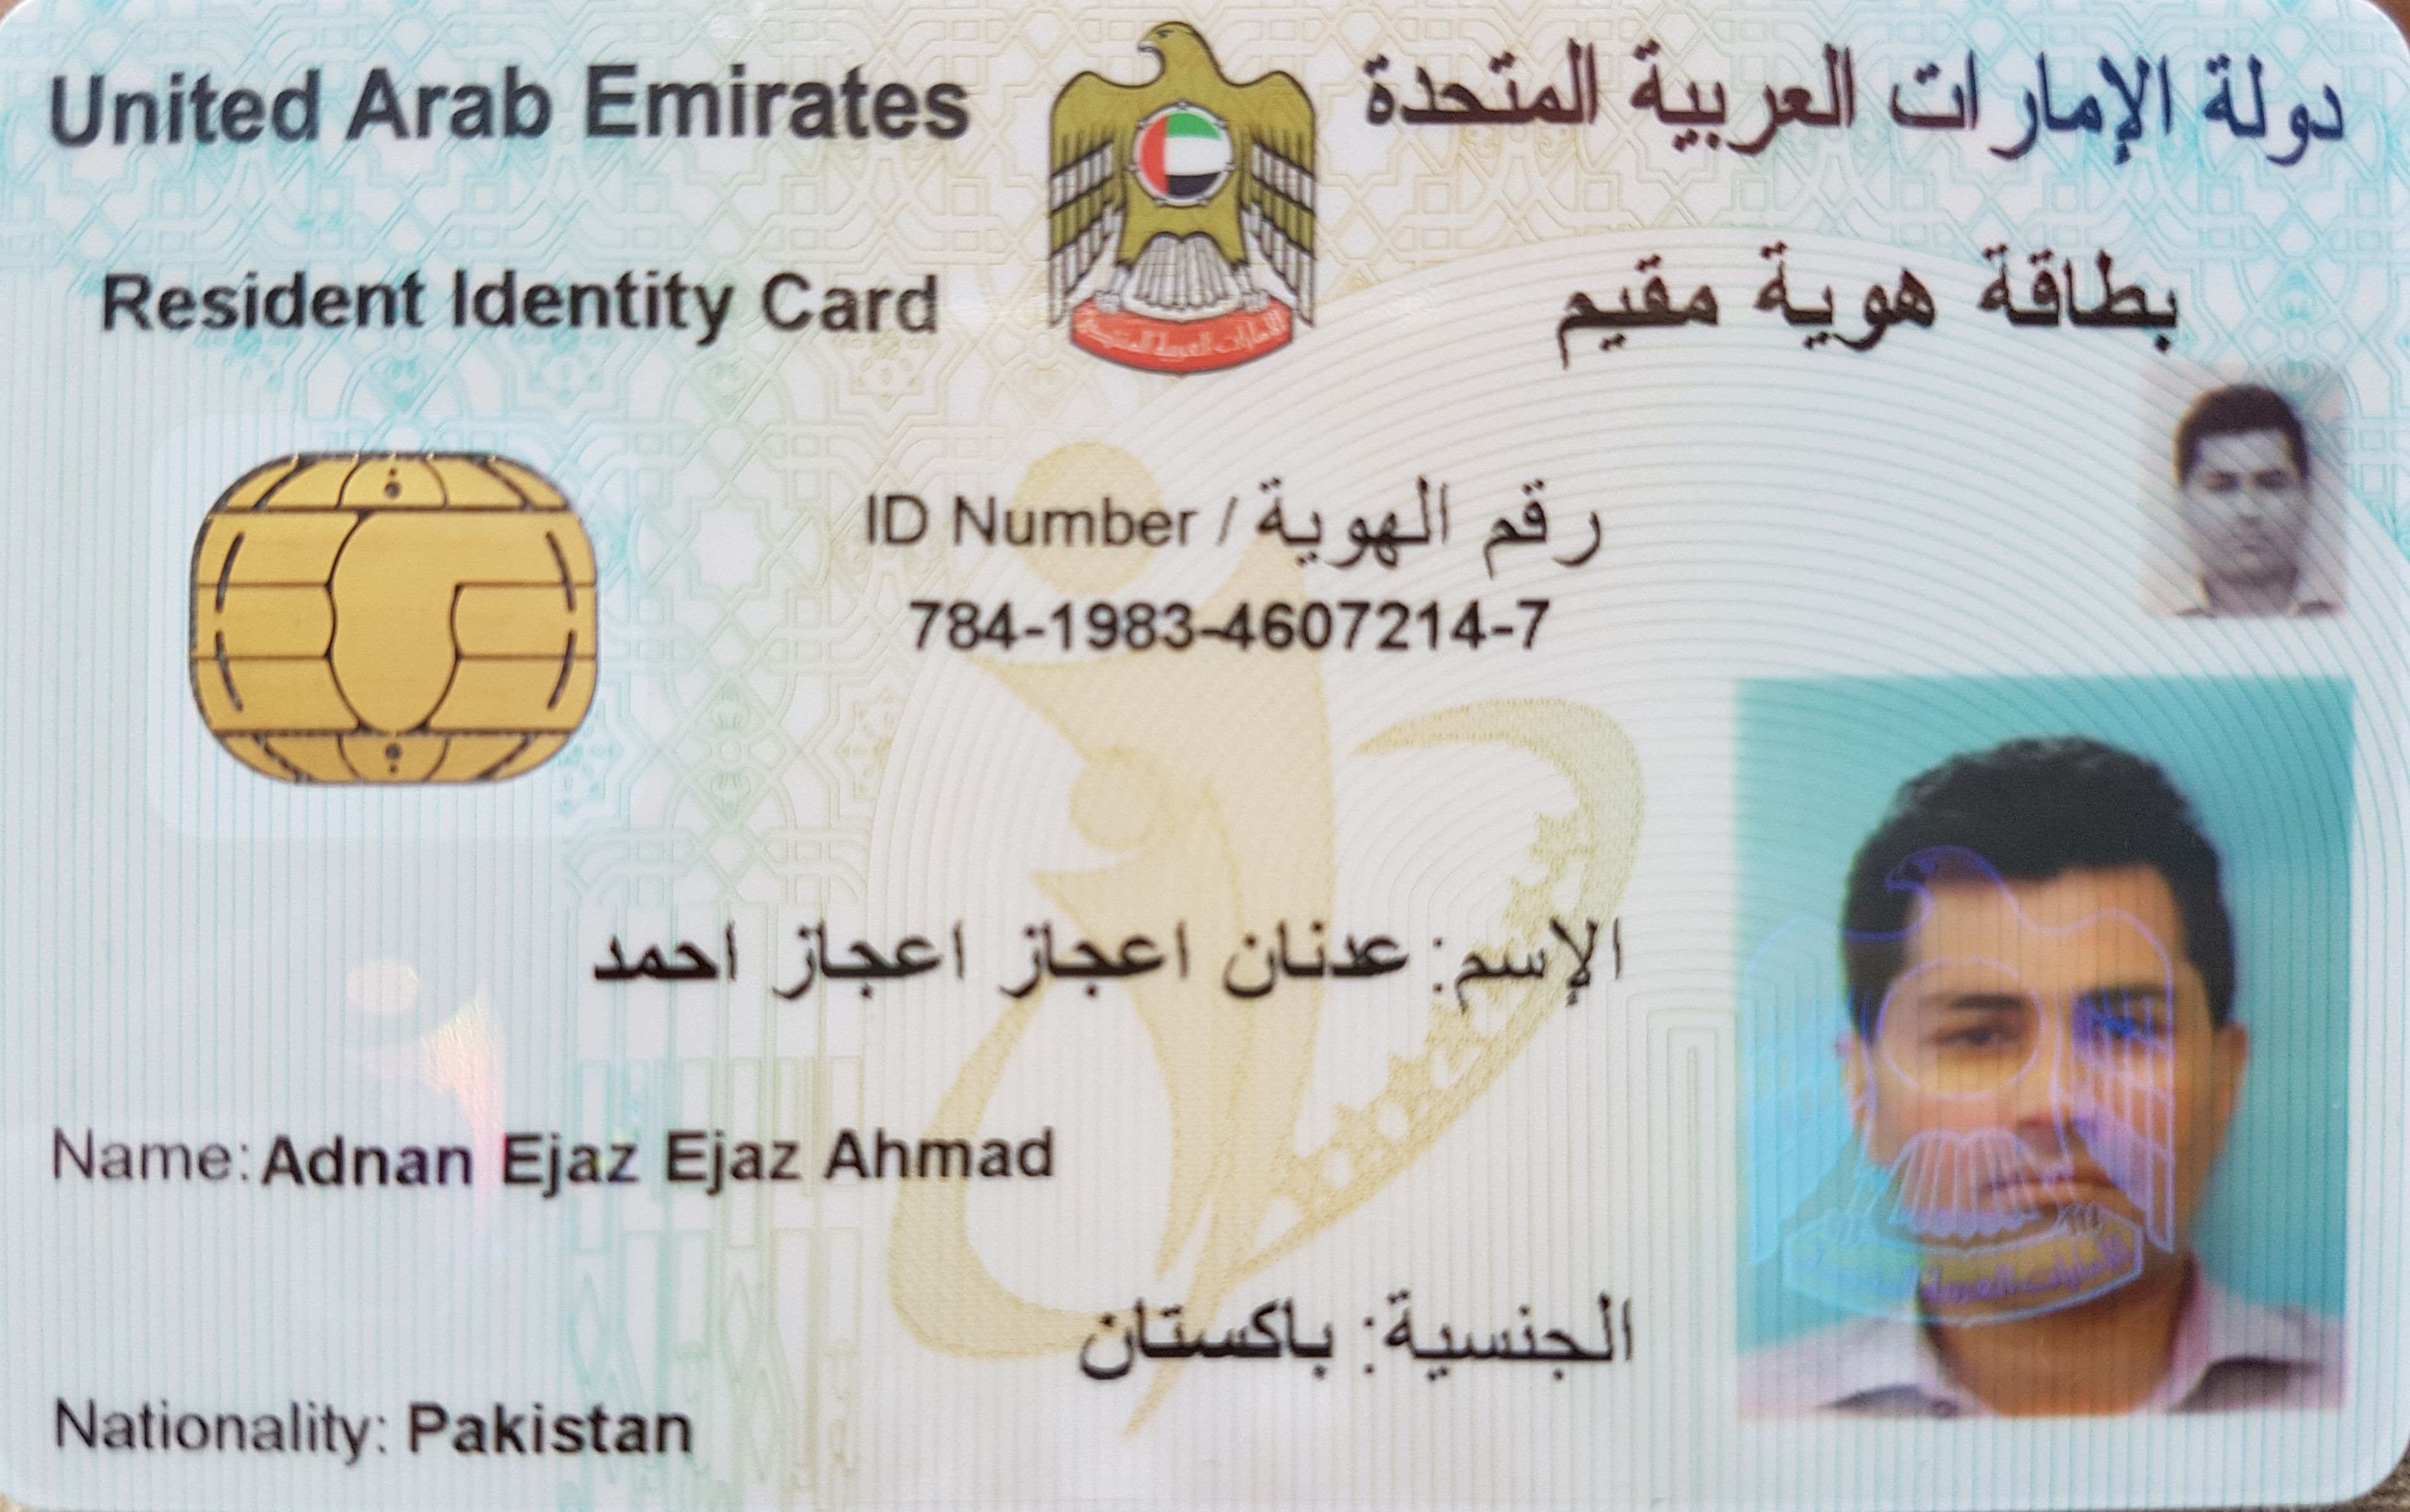 United Arab Emirates
دولة الإمارات العربية المتحدة
Resident Identity Card
بطاقة هوية مقيم
الإمارات العربية المتحدة
ID Number / رقم الهوية
784-1983-4607214-7
الإسم: عدنان اعجاز اعجاز احمد
Name: Adnan Ejaz Ejaz Ahmad
الجنسية: باكستان
Nationality: Pakistan